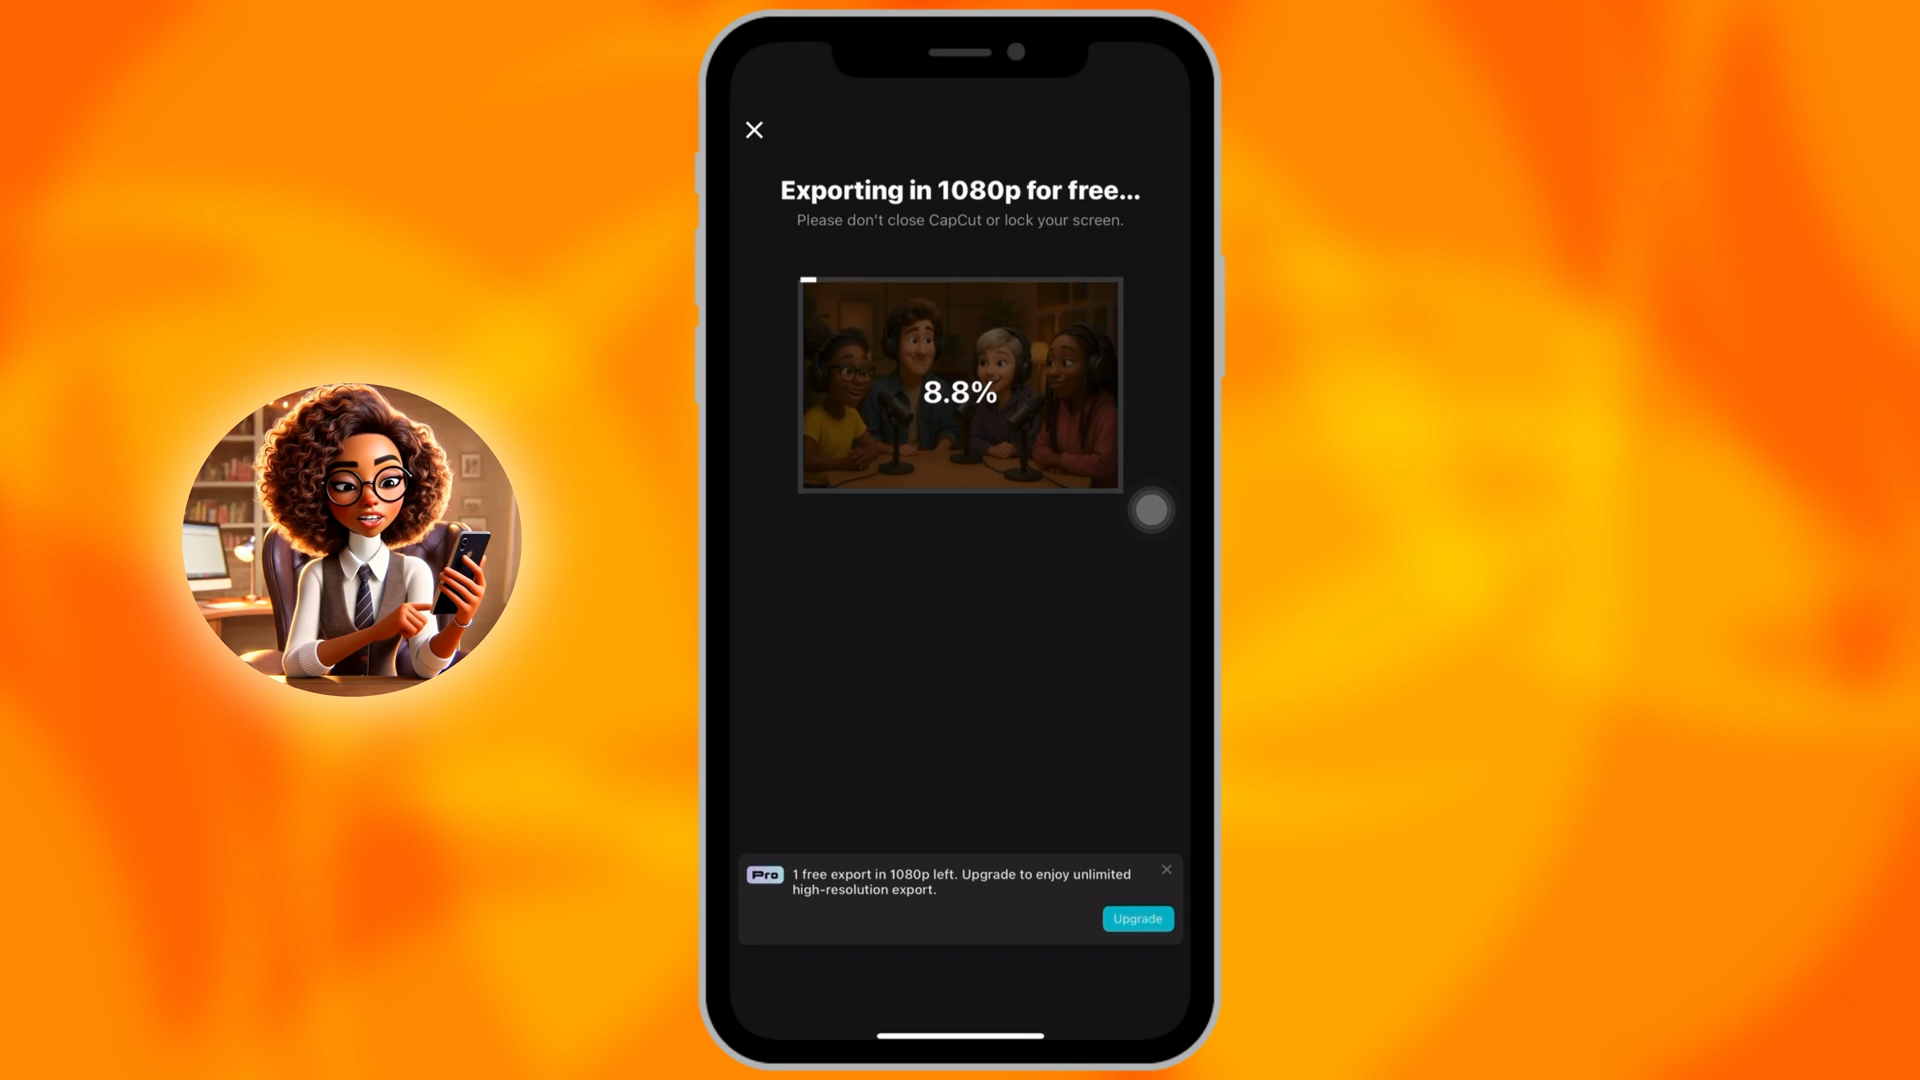 Exporting in 1080p for free...
Please don't close CapCut or lock your screen.
8.8%
Pro 1 free export in 1080p left. Upgrade to enjoy unlimited
high-resolution export.
Upgrade